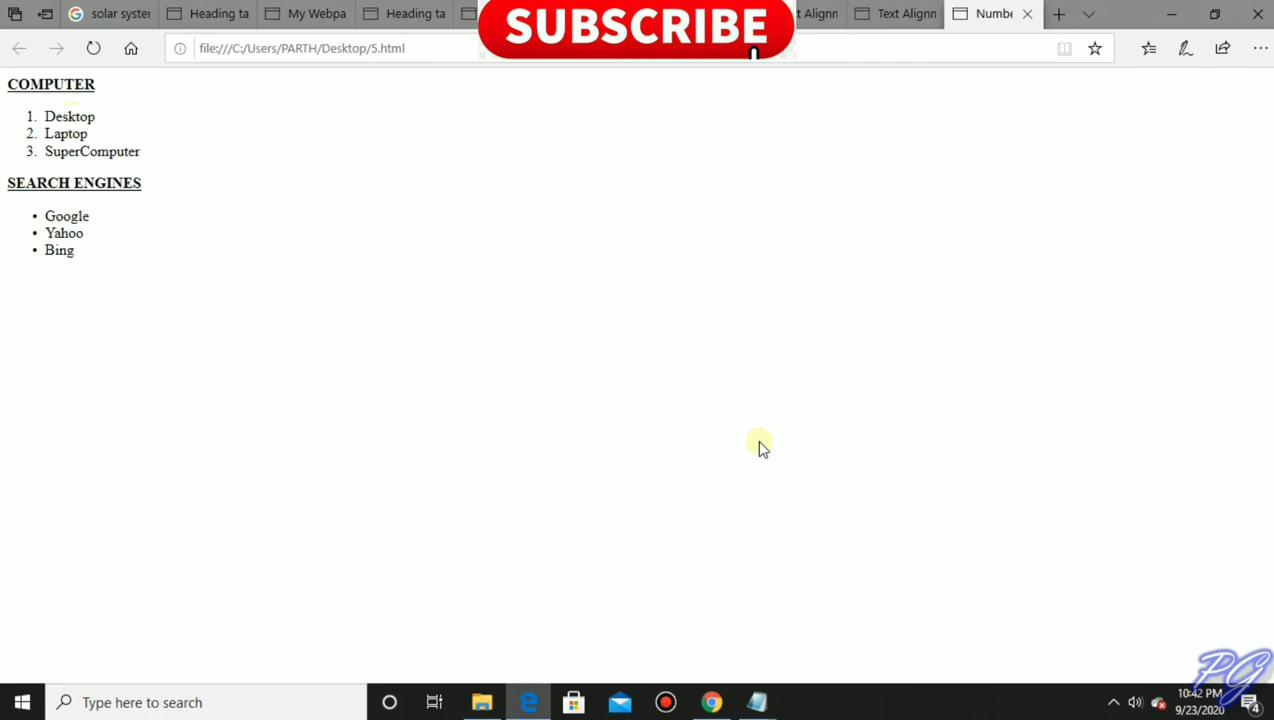 solar syster
Heading ta
My Webpa
Heading ta
SUBSCRIBE
t Alignn
Text Alignn
Numbe
file:///C:/Users/PARTH/Desktop/5.html
COMPUTER
1. Desktop
2. Laptop
3. SuperComputer
SEARCH ENGINES
• Google
• Yahoo
• Bing
PG
Type here to search
10:42 PM
9/23/2020
4